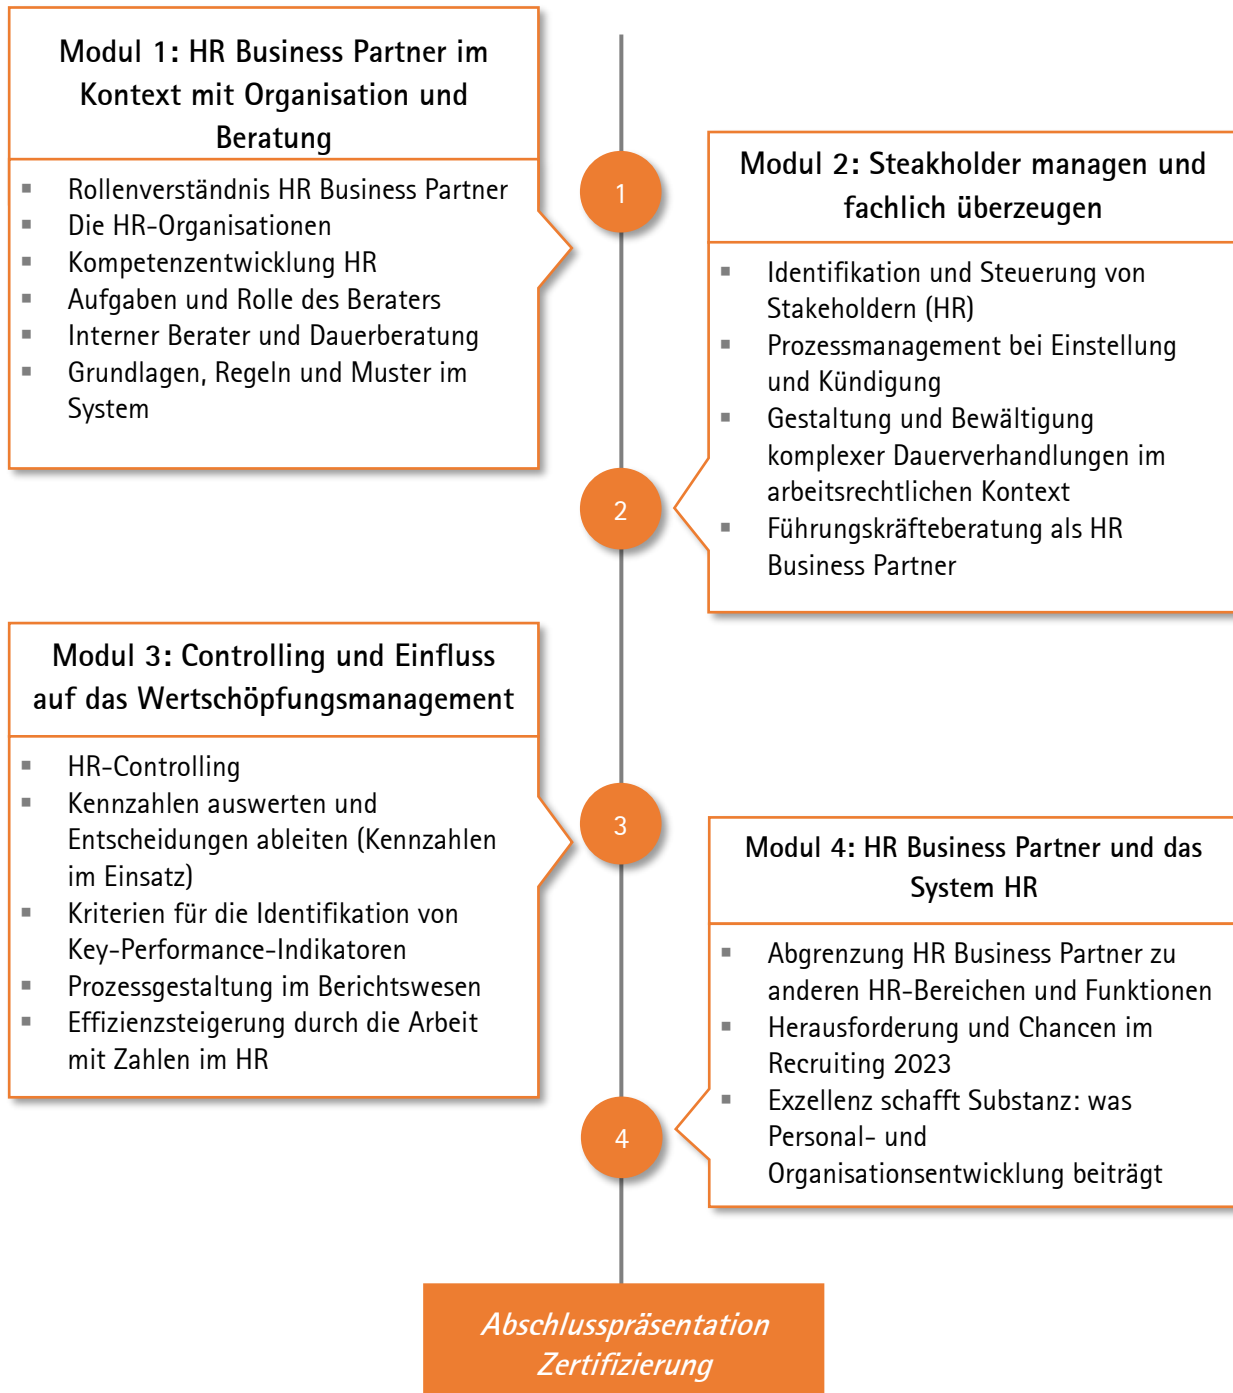 Modul 1: HR Business Partner im
Kontext mit Organisation und
Beratung
▪ Rollenverständnis HR Business Partner
▪ Die HR-Organisationen
▪ Kompetenzentwicklung HR
▪ Aufgaben und Rolle des Beraters
▪ Interner Berater und Dauerberatung
▪ Grundlagen, Regeln und Muster im
System
1
Modul 2: Steakholder managen und
fachlich überzeugen
▪ Identifikation und Steuerung von
Stakeholdern (HR)
▪ Prozessmanagement bei Einstellung
und Kündigung
▪ Gestaltung und Bewältigung
komplexer Dauerverhandlungen im
arbeitsrechtlichen Kontext
▪ Führungskräfteberatung als HR
Business Partner
2
Modul 3: Controlling und Einfluss
auf das Wertschöpfungsmanagement
▪ HR-Controlling
▪ Kennzahlen auswerten und
Entscheidungen ableiten (Kennzahlen
im Einsatz)
▪ Kriterien für die Identifikation von
Key-Performance-Indikatoren
▪ Prozessgestaltung im Berichtswesen
▪ Effizienzsteigerung durch die Arbeit
mit Zahlen im HR
3
Modul 4: HR Business Partner und das
System HR
▪ Abgrenzung HR Business Partner zu
anderen HR-Bereichen und Funktionen
▪ Herausforderung und Chancen im
Recruiting 2023
▪ Exzellenz schafft Substanz: was
Personal- und
Organisationsentwicklung beiträgt
4
Abschlusspräsentation
Zertifizierung